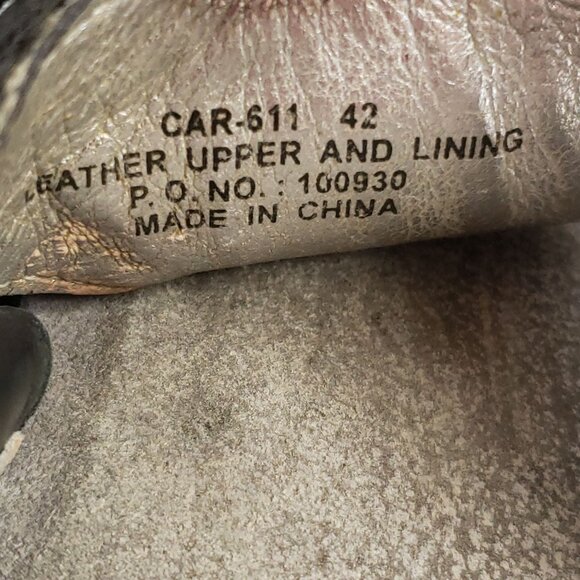 CAR-611 42
LEATHER UPPER AND LINING
P. O. NO. : 100930
MADE IN CHINA